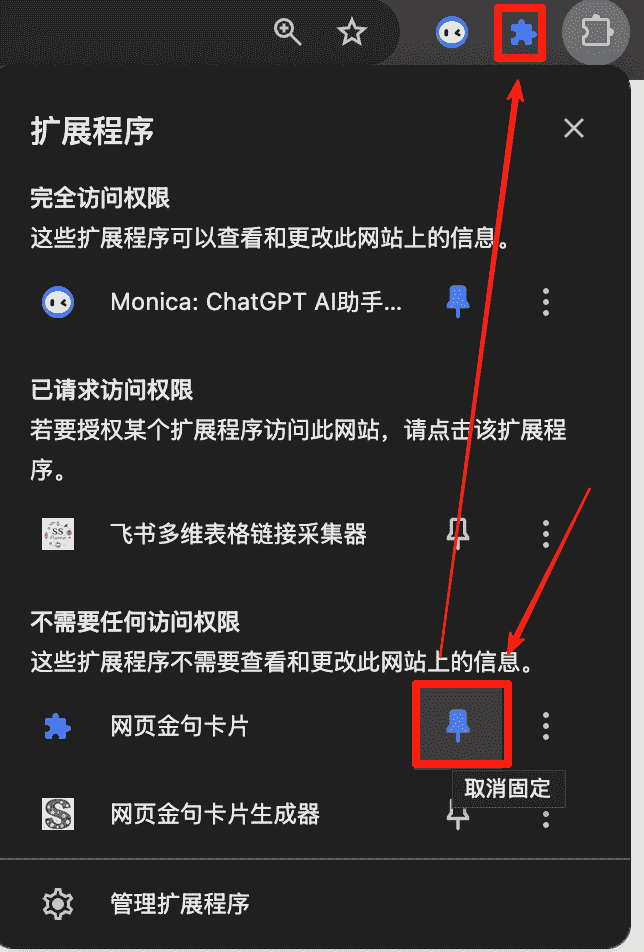 扩展程序
完全访问权限
这些扩展程序可以查看和更改此网站上的信息。
Monica: ChatGPT AI助手...
已请求访问权限
若要授权某个扩展程序访问此网站，请点击该扩展程
序。
飞书多维表格链接采集器
不需要任何访问权限
这些扩展程序不需要查看和更改此网站上的信息。
网页金句卡片
取消固定
网页金句卡片生成器
管理扩展程序